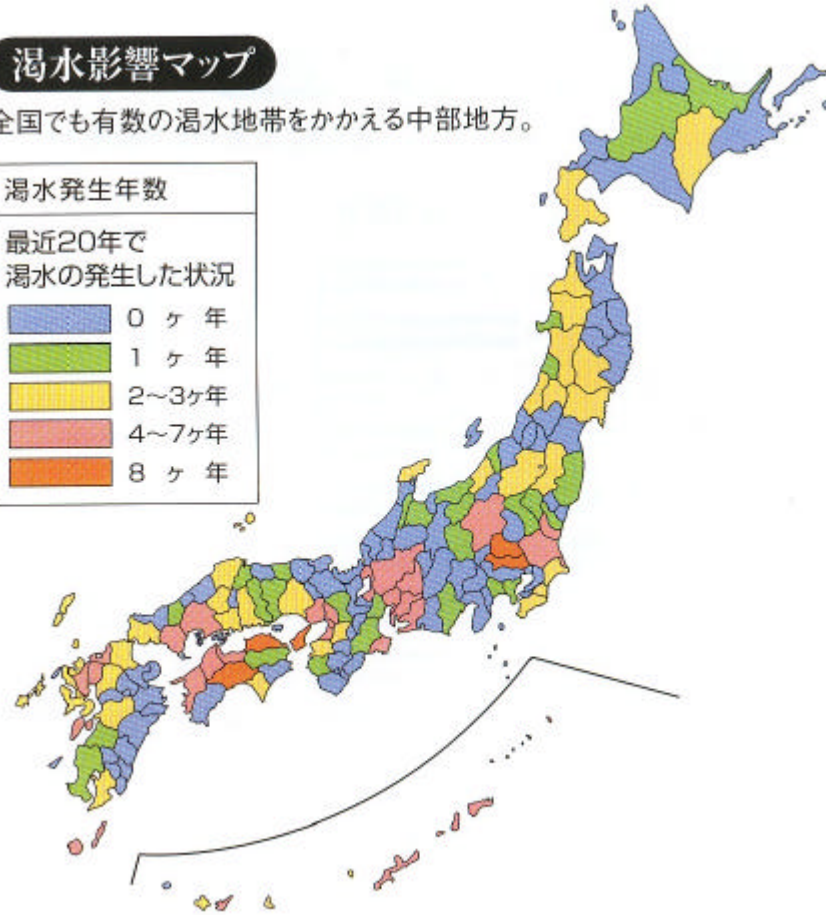 渇水影響マップ
全国でも有数の渇水地帯をかかえる中部地方。
渇水発生年数
最近20年で
渇水の発生した状況
0ヶ年
1ヶ年
2〜3ヶ年
4〜7ヶ年
8ヶ年